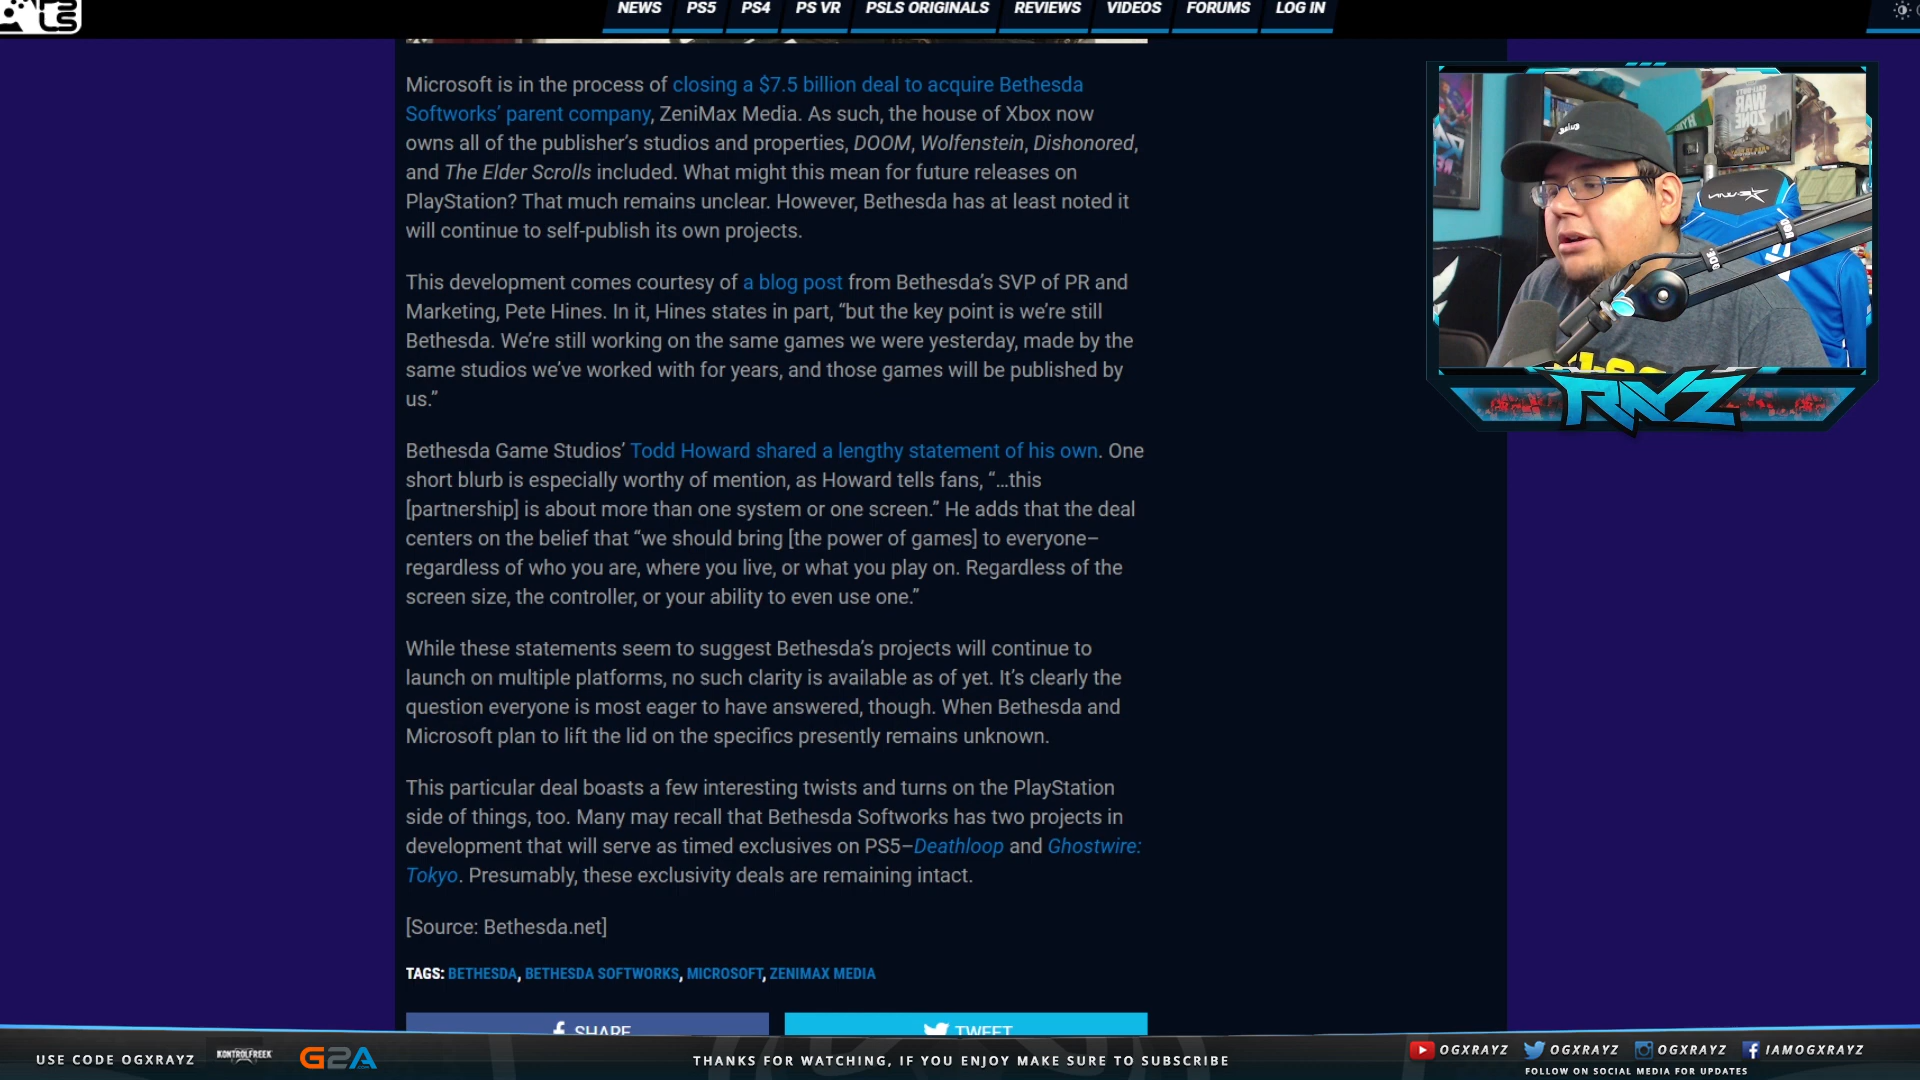 PS
LS
NEWS PS5 PS4 PS VR PSLS ORIGINALS REVIEWS VIDEOS FORUMS LOG IN
Microsoft is in the process of closing a $7.5 billion deal to acquire Bethesda
Softworks’ parent company, ZeniMax Media. As such, the house of Xbox now
owns all of the publisher’s studios and properties, DOOM, Wolfenstein, Dishonored,
and The Elder Scrolls included. What might this mean for future releases on
PlayStation? That much remains unclear. However, Bethesda has at least noted it
will continue to self-publish its own projects.
This development comes courtesy of a blog post from Bethesda’s SVP of PR and
Marketing, Pete Hines. In it, Hines states in part, “but the key point is we’re still
Bethesda. We’re still working on the same games we were yesterday, made by the
same studios we’ve worked with for years, and those games will be published by
us.”
Bethesda Game Studios’ Todd Howard shared a lengthy statement of his own. One
short blurb is especially worthy of mention, as Howard tells fans, “…this
[partnership] is about more than one system or one screen.” He adds that the deal
centers on the belief that “we should bring [the power of games] to everyone–
regardless of who you are, where you live, or what you play on. Regardless of the
screen size, the controller, or your ability to even use one.”
While these statements seem to suggest Bethesda’s projects will continue to
launch on multiple platforms, no such clarity is available as of yet. It’s clearly the
question everyone is most eager to have answered, though. When Bethesda and
Microsoft plan to lift the lid on the specifics presently remains unknown.
This particular deal boasts a few interesting twists and turns on the PlayStation
side of things, too. Many may recall that Bethesda Softworks has two projects in
development that will serve as timed exclusives on PS5–Deathloop and Ghostwire:
Tokyo. Presumably, these exclusivity deals are remaining intact.
[Source: Bethesda.net]
TAGS: BETHESDA, BETHESDA SOFTWORKS, MICROSOFT, ZENIMAX MEDIA
SHARE TWEET
CALL OF DUTY
WAR
ZONE
RODE
RAYZ
USE CODE OGXRAYZ KONTROLFREEK G2A
THANKS FOR WATCHING, IF YOU ENJOY MAKE SURE TO SUBSCRIBE
OGXRAYZ OGXRAYZ OGXRAYZ IAMOGXRAYZ
FOLLOW ON SOCIAL MEDIA FOR UPDATES